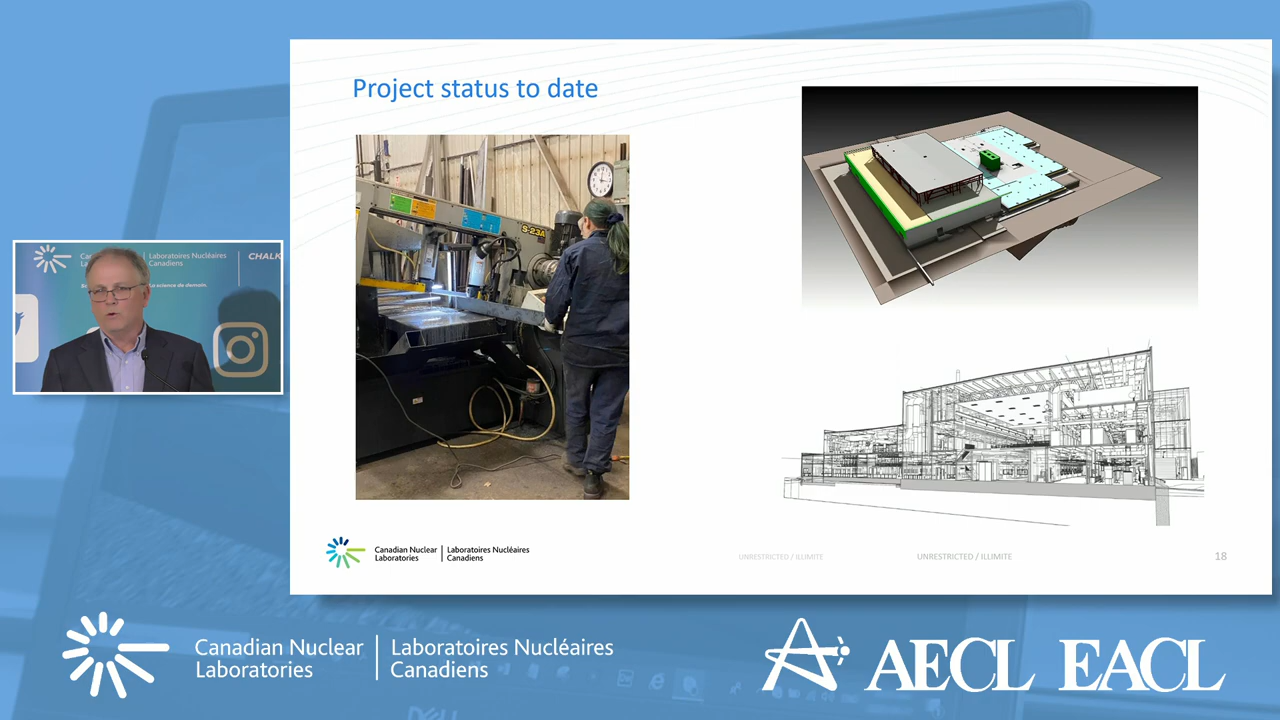 Project status to date
S-23A
Canadian Nuclear
Laboratories
Laboratoires Nucléaires
Canadiens
CHALK
La science de demain.
Canadian Nuclear
Laboratories
Laboratoires Nucléaires
Canadiens
UNRESTRICTED / ILLIMITE
UNRESTRICTED / ILLIMITE
18
Canadian Nuclear
Laboratories
Laboratoires Nucléaires
Canadiens
AECL EACL
DELL